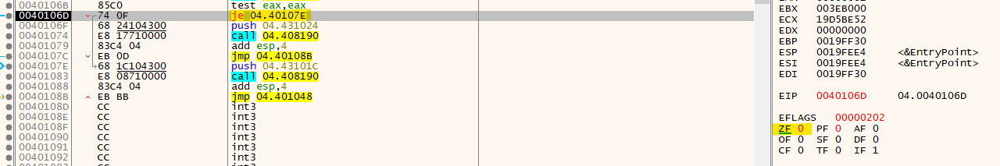 0040106B 85C0 test eax,eax
0040106D 74 0F je 04.40107E
0040106F 68 24104300 push 04.431024
00401074 E8 17710000 call 04.408190
00401079 83C4 04 add esp,4
0040107C EB 0D jmp 04.40108B
0040107E 68 1C104300 push 04.43101C
00401083 E8 08710000 call 04.408190
00401088 83C4 04 add esp,4
0040108B EB BB jmp 04.401048
0040108D CC int3
0040108E CC int3
0040108F CC int3
00401090 CC int3
00401091 CC int3
00401092 CC int3
EBX 003EB000
ECX 19D5BE52
EDX 00000000
EBP 0019FF30
ESP 0019FEE4 <&EntryPoint>
ESI 0019FEE4 <&EntryPoint>
EDI 0019FF30
EIP 0040106D 04.0040106D
EFLAGS 00000202
ZF 0 PF 0 AF 0
OF 0 SF 0 DF 0
CF 0 TF 0 IF 1